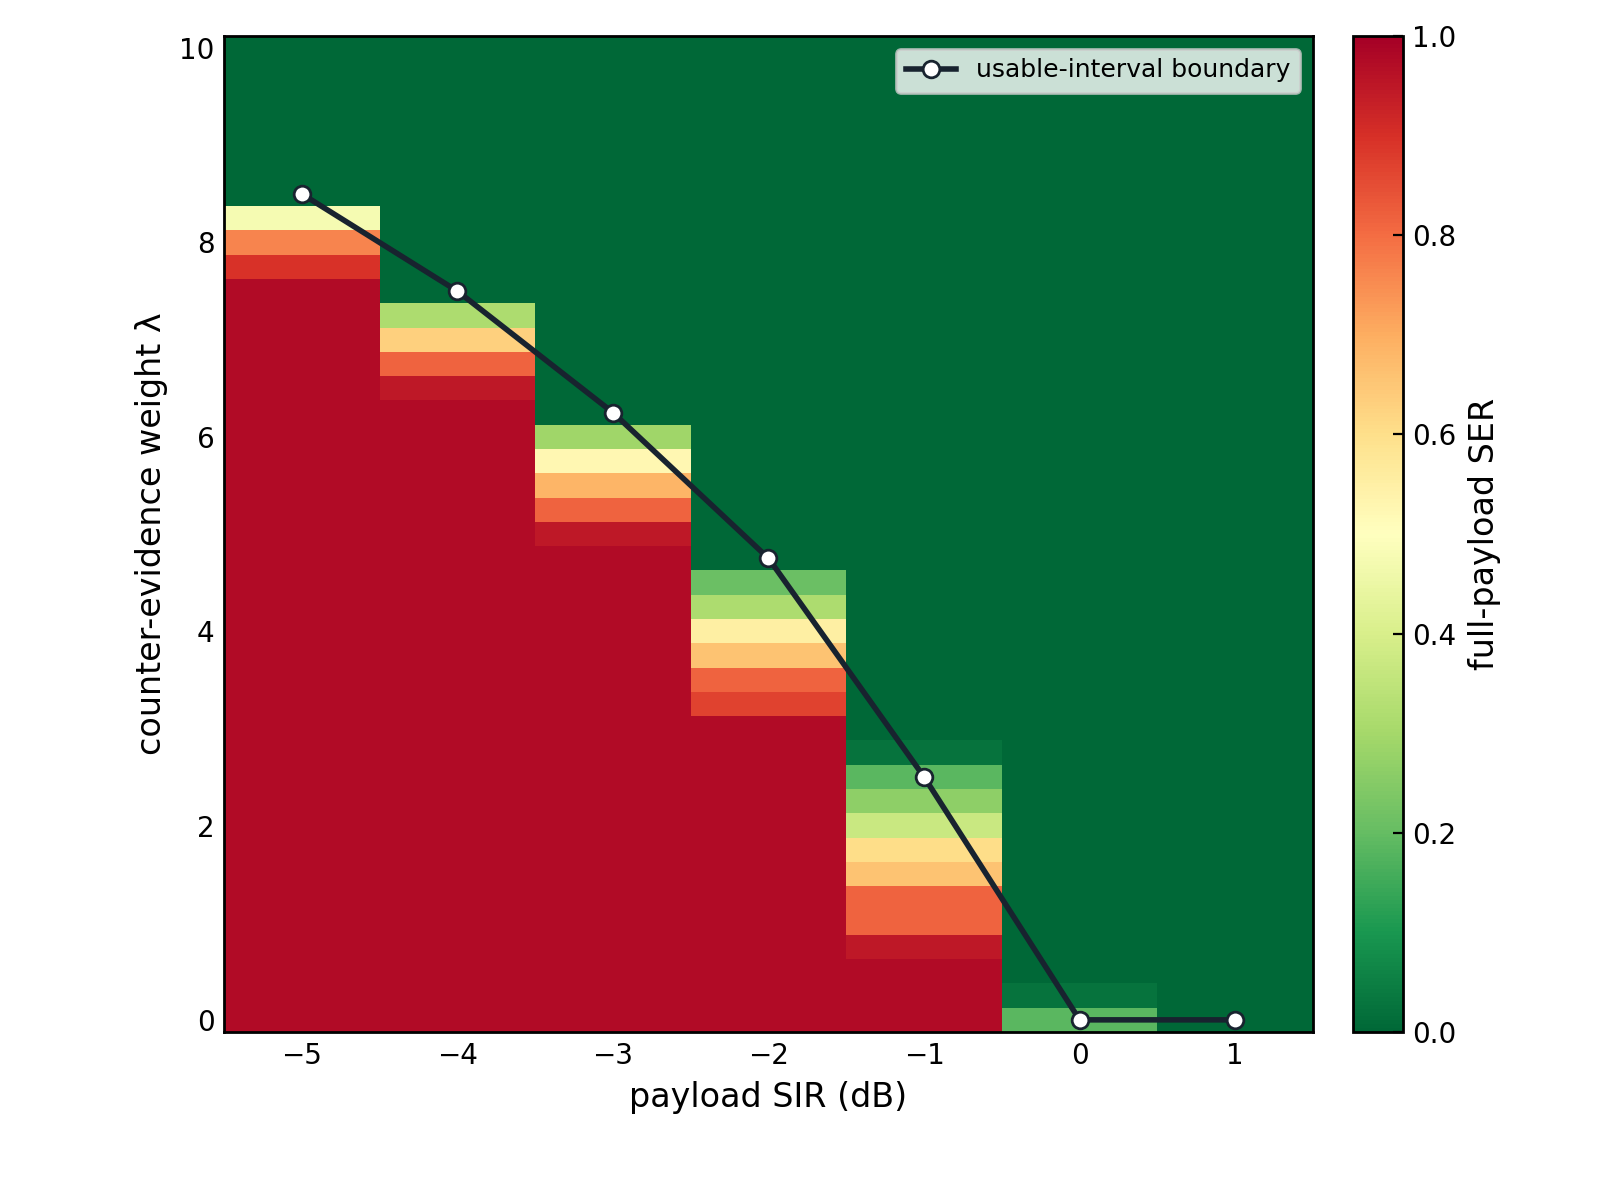 usable-interval boundary
counter-evidence weight λ
10
8
6
4
2
0
−5 −4 −3 −2 −1 0 1
payload SIR (dB)
1.0
0.8
0.6
0.4
0.2
0.0
full-payload SER